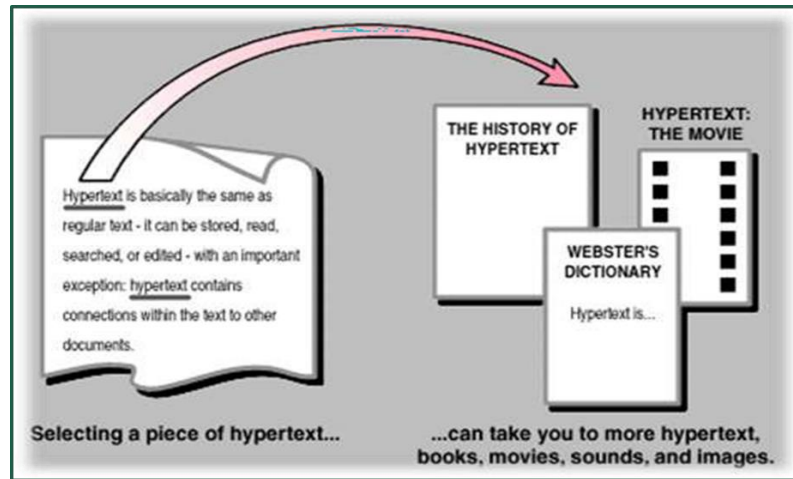 Hypertext is basically the same as
regular text - it can be stored, read,
searched, or edited - with an important
exception: hypertext contains
connections within the text to other
documents.
Selecting a piece of hypertext...
THE HISTORY OF
HYPERTEXT
HYPERTEXT:
THE MOVIE
WEBSTER'S
DICTIONARY
Hypertext is...
...can take you to more hypertext,
books, movies, sounds, and images.